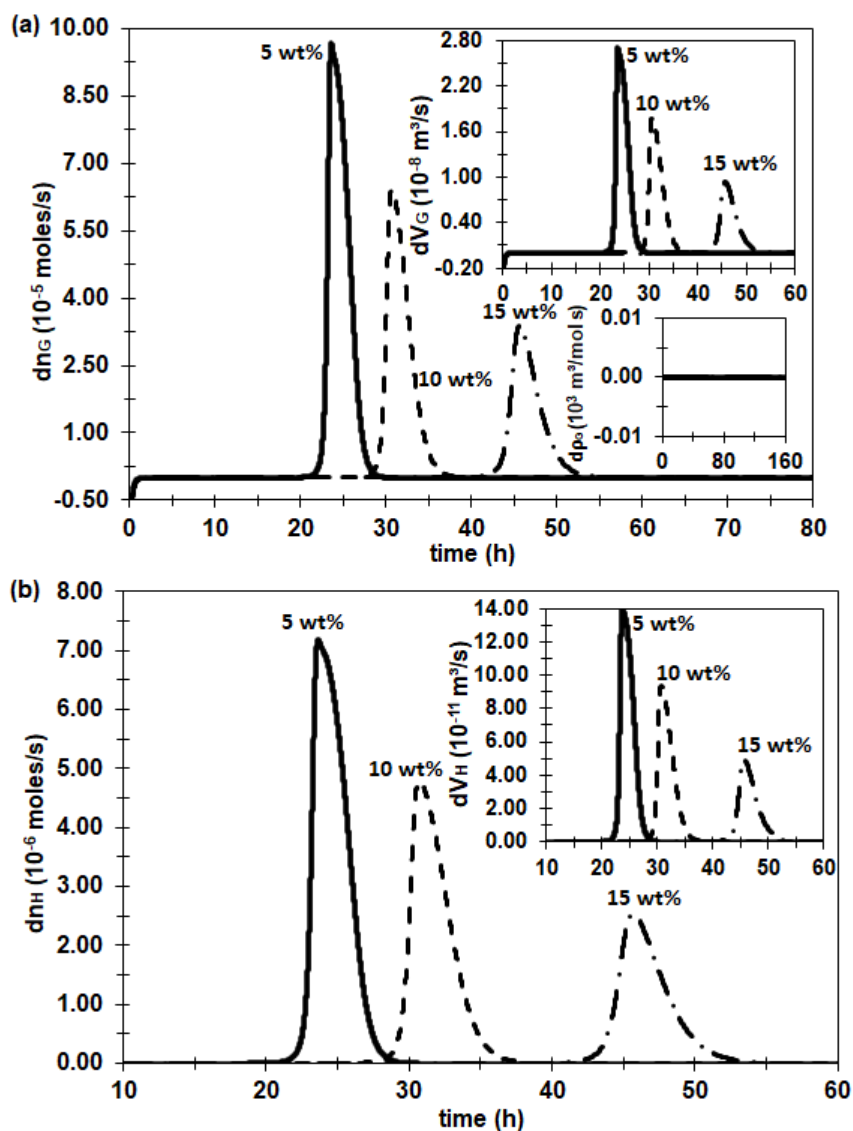 (a)
10.00
8.50
7.00
5.50
4.00
2.50
1.00
-0.50
dnG (10-5 moles/s)
0 10 20 30 40 50 60 70 80
time (h)
5 wt%
10 wt%
15 wt%
2.80
2.20
1.60
1.00
0.40
-0.20
dVG (10-8 m³/s)
5 wt%
10 wt%
15 wt%
0 10 20 30 40 50 60
0.01
0.00
-0.01
dρG (10³ m³/mol s)
0 80 160
(b)
8.00
7.00
6.00
5.00
4.00
3.00
2.00
1.00
0.00
dnH (10-6 moles/s)
5 wt%
10 wt%
15 wt%
10 20 30 40 50 60
time (h)
14.00
12.00
10.00
8.00
6.00
4.00
2.00
0.00
dVH (10-11 m³/s)
5 wt%
10 wt%
15 wt%
10 20 30 40 50 60